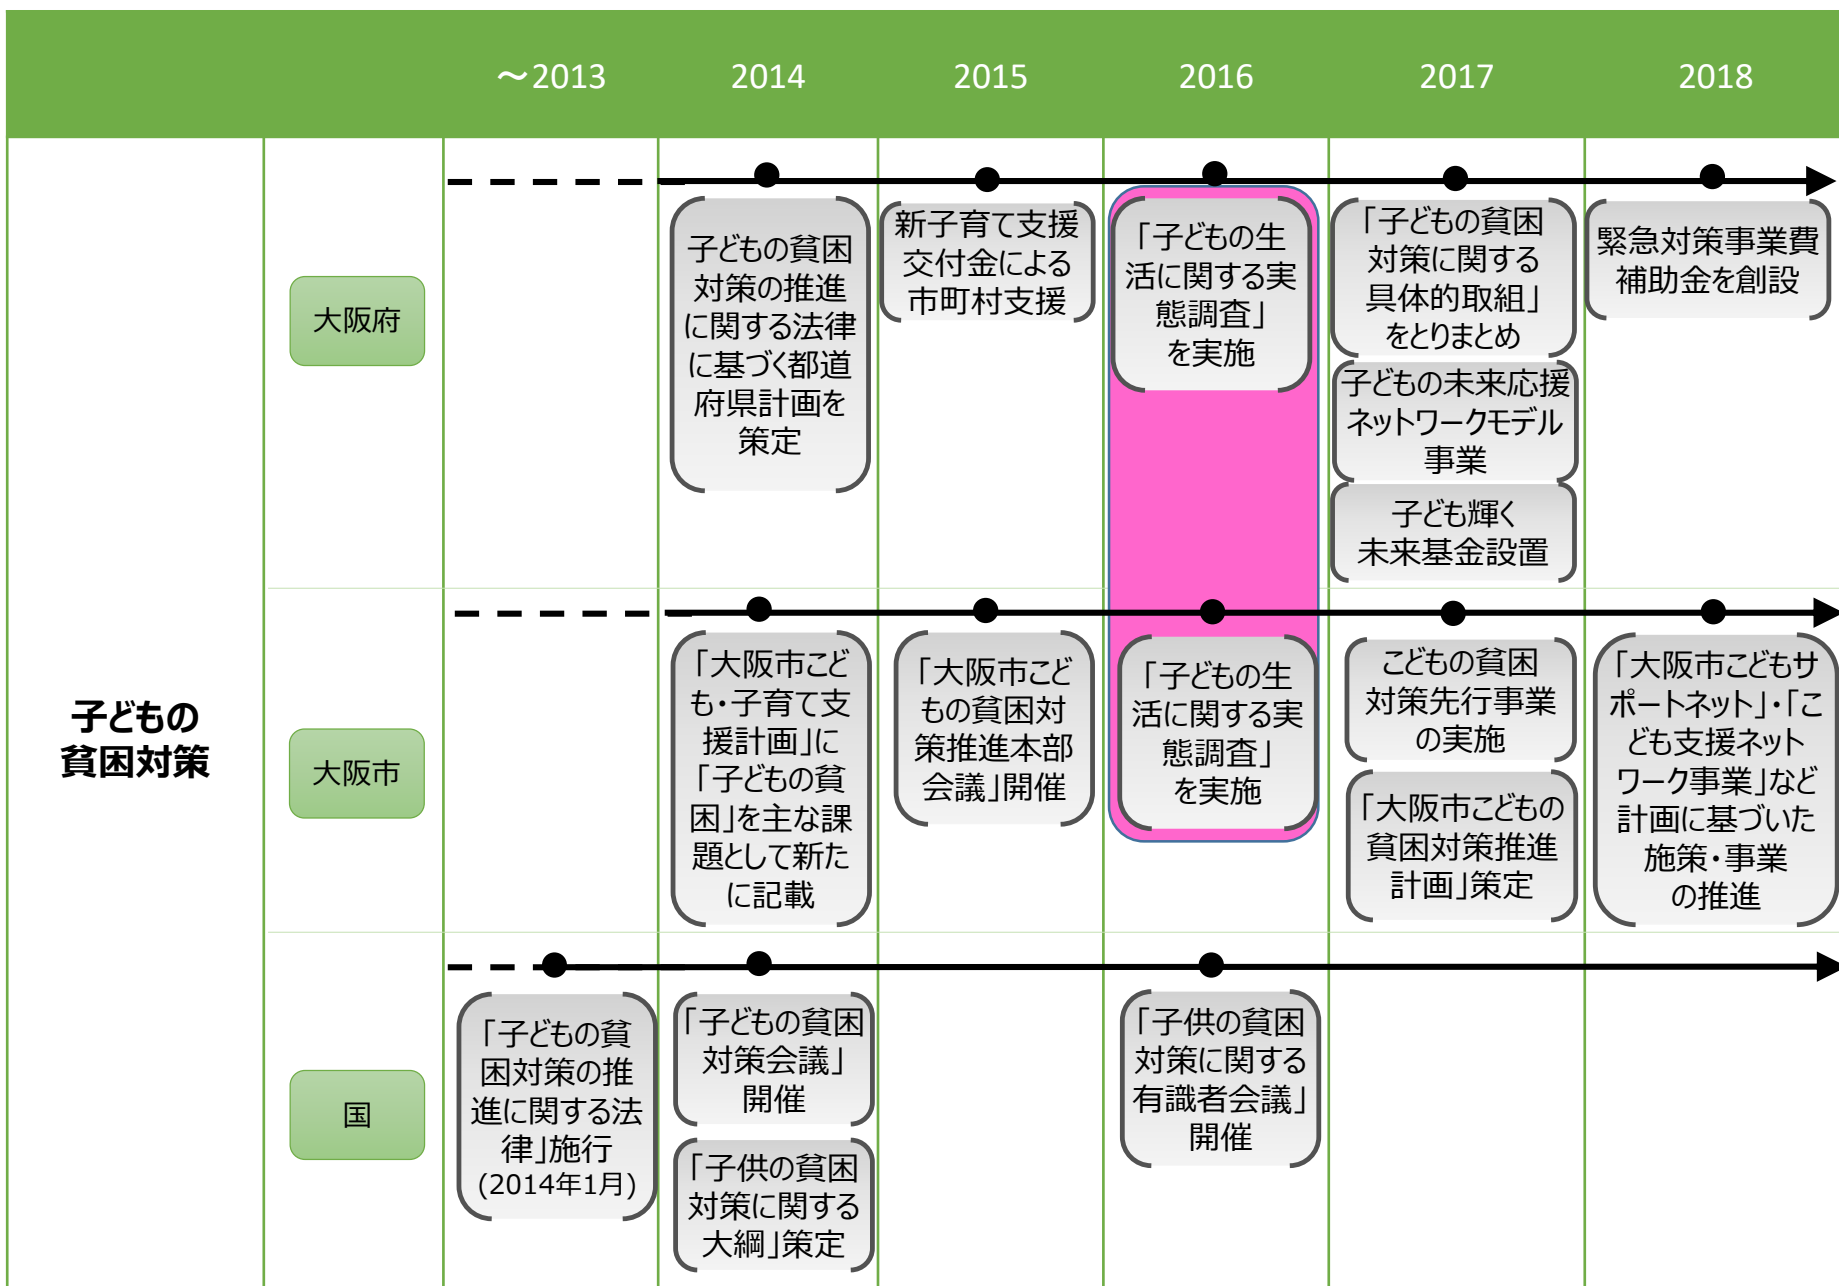 ～2013
2014
2015
2016
2017
2018
子どもの
貧困対策
大阪府
子どもの貧困
対策の推進
に関する法律
に基づく都道
府県計画を
策定
新子育て支援
交付金による
市町村支援
「子どもの生
活に関する実
態調査」
を実施
「子どもの貧困
対策に関する
具体的取組」
をとりまとめ
子どもの未来応援
ネットワークモデル
事業
子ども輝く
未来基金設置
緊急対策事業費
補助金を創設
大阪市
「大阪市こど
も・子育て支
援計画」に
「子どもの貧
困」を主な課
題として新た
に記載
「大阪市こど
もの貧困対
策推進本部
会議」開催
「子どもの生
活に関する実
態調査」
を実施
こどもの貧困
対策先行事業
の実施
「大阪市こどもの
貧困対策推進
計画」策定
「大阪市こどもサ
ポートネット」・「こ
ども支援ネット
ワーク事業」など
計画に基づいた
施策・事業
の推進
国
「子どもの貧
困対策の推
進に関する法
律」施行
(2014年1月)
「子どもの貧困
対策会議」
開催
「子供の貧困
対策に関する
大綱」策定
「子供の貧困
対策に関する
有識者会議」
開催